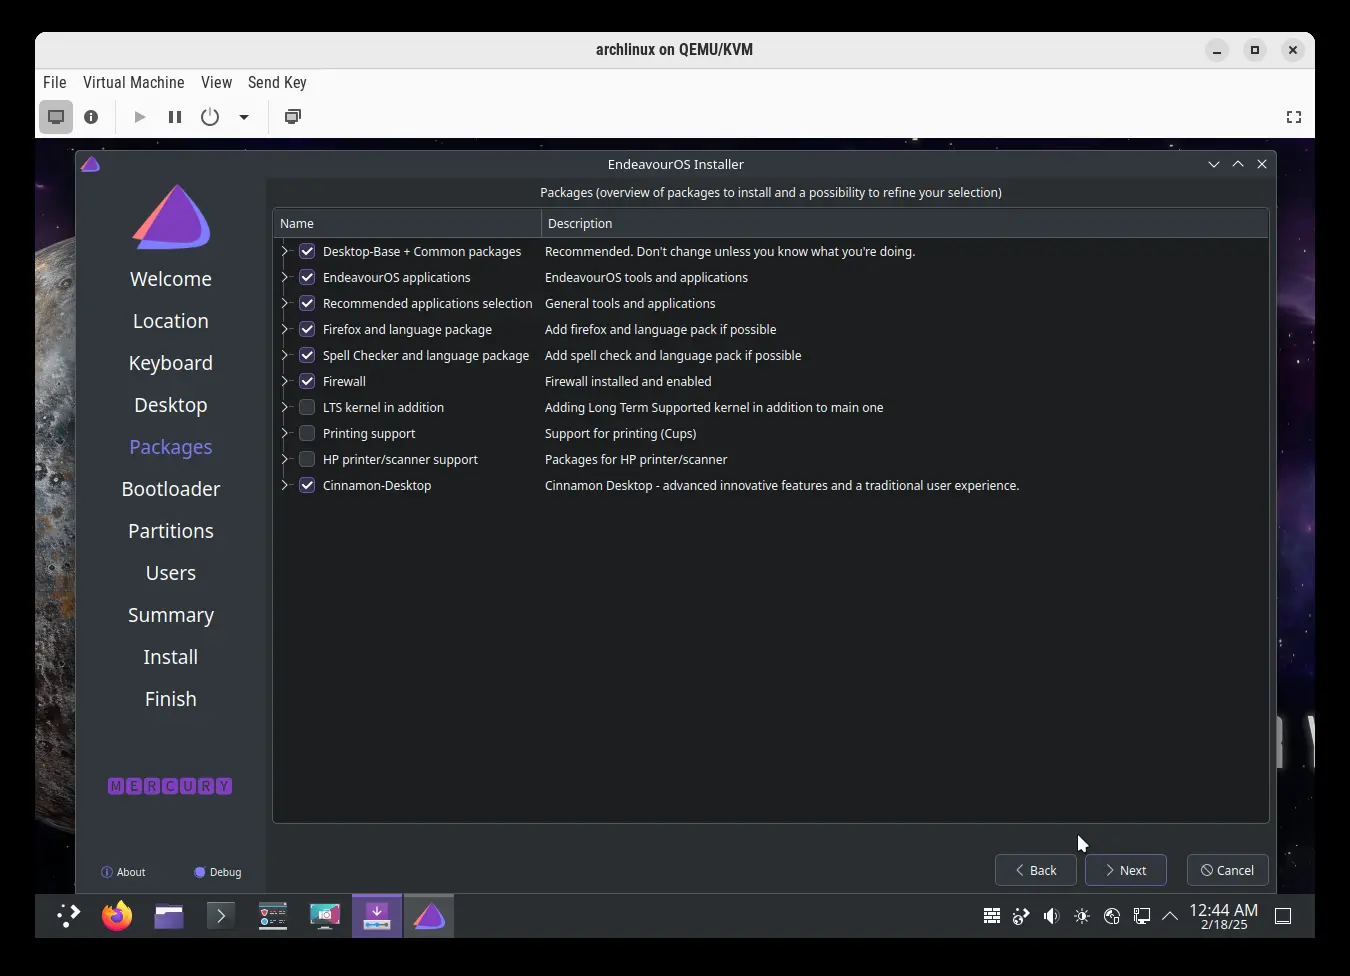 archlinux on QEMU/KVM
File Virtual Machine View Send Key
EndeavourOS Installer
Packages (overview of packages to install and a possibility to refine your selection)
Welcome
Location
Keyboard
Desktop
Packages
Bootloader
Partitions
Users
Summary
Install
Finish
MERCURY
About Debug
Name Description
Desktop-Base + Common packages Recommended. Don't change unless you know what you're doing.
EndeavourOS applications EndeavourOS tools and applications
Recommended applications selection General tools and applications
Firefox and language package Add firefox and language pack if possible
Spell Checker and language package Add spell check and language pack if possible
Firewall Firewall installed and enabled
LTS kernel in addition Adding Long Term Supported kernel in addition to main one
Printing support Support for printing (Cups)
HP printer/scanner support Packages for HP printer/scanner
Cinnamon-Desktop Cinnamon Desktop - advanced innovative features and a traditional user experience.
Back Next Cancel
12:44 AM
2/18/25